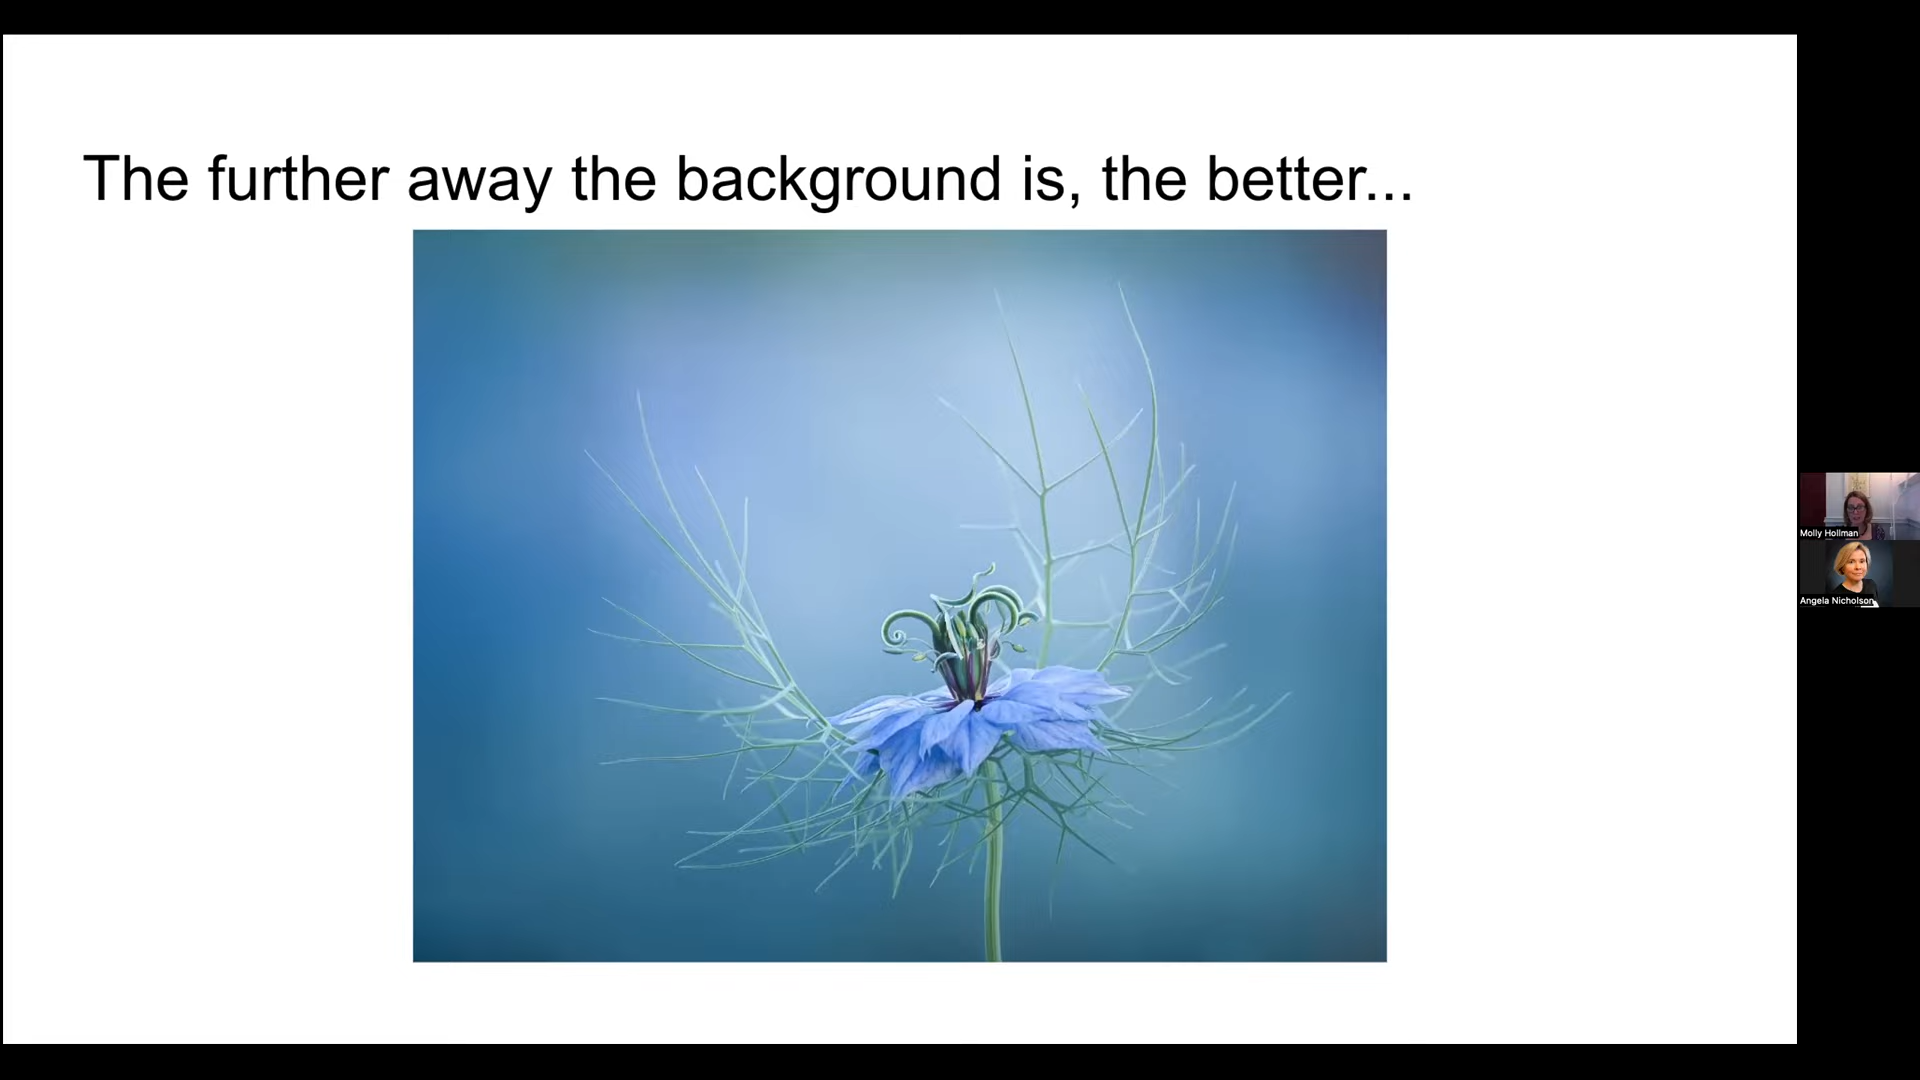 The further away the background is, the better...
Molly Hollman
Angela Nicholson